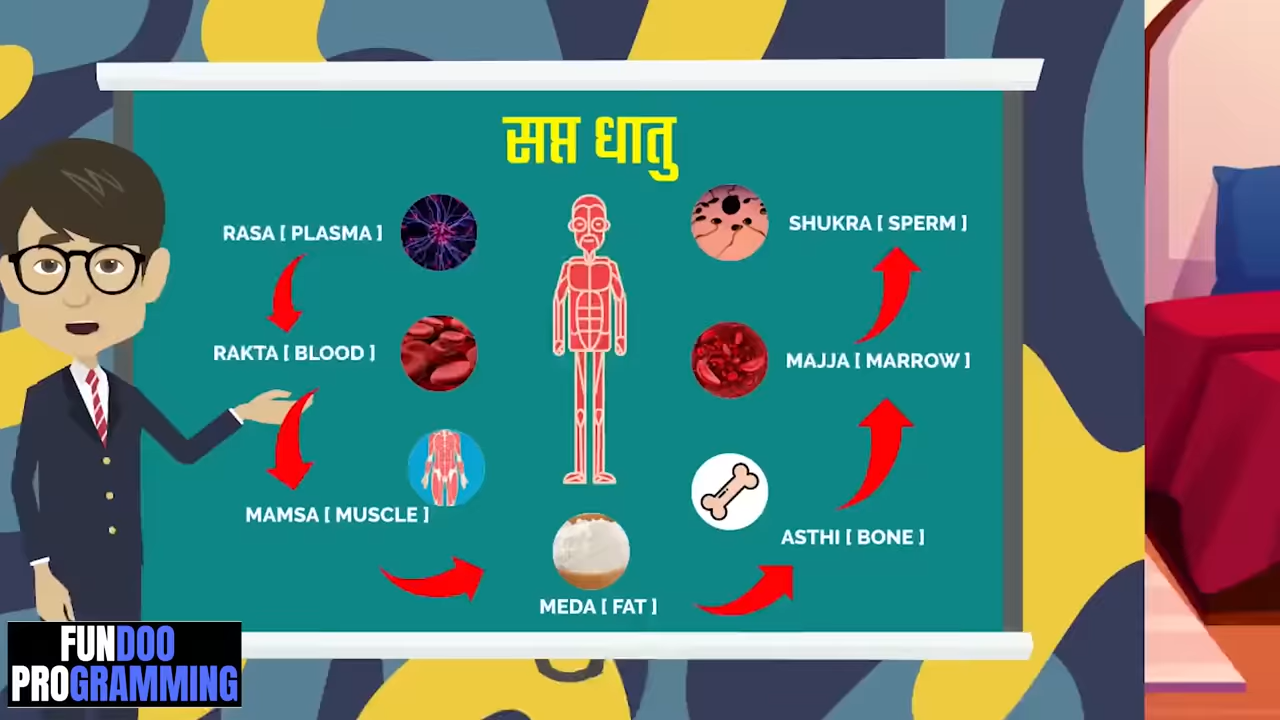 सप्त धातु
RASA [ PLASMA ]
RAKTA [ BLOOD ]
MAMSA [ MUSCLE ]
MEDA [ FAT ]
ASTHI [ BONE ]
MAJJA [ MARROW ]
SHUKRA [ SPERM ]
FUNDOO
PROGRAMMING